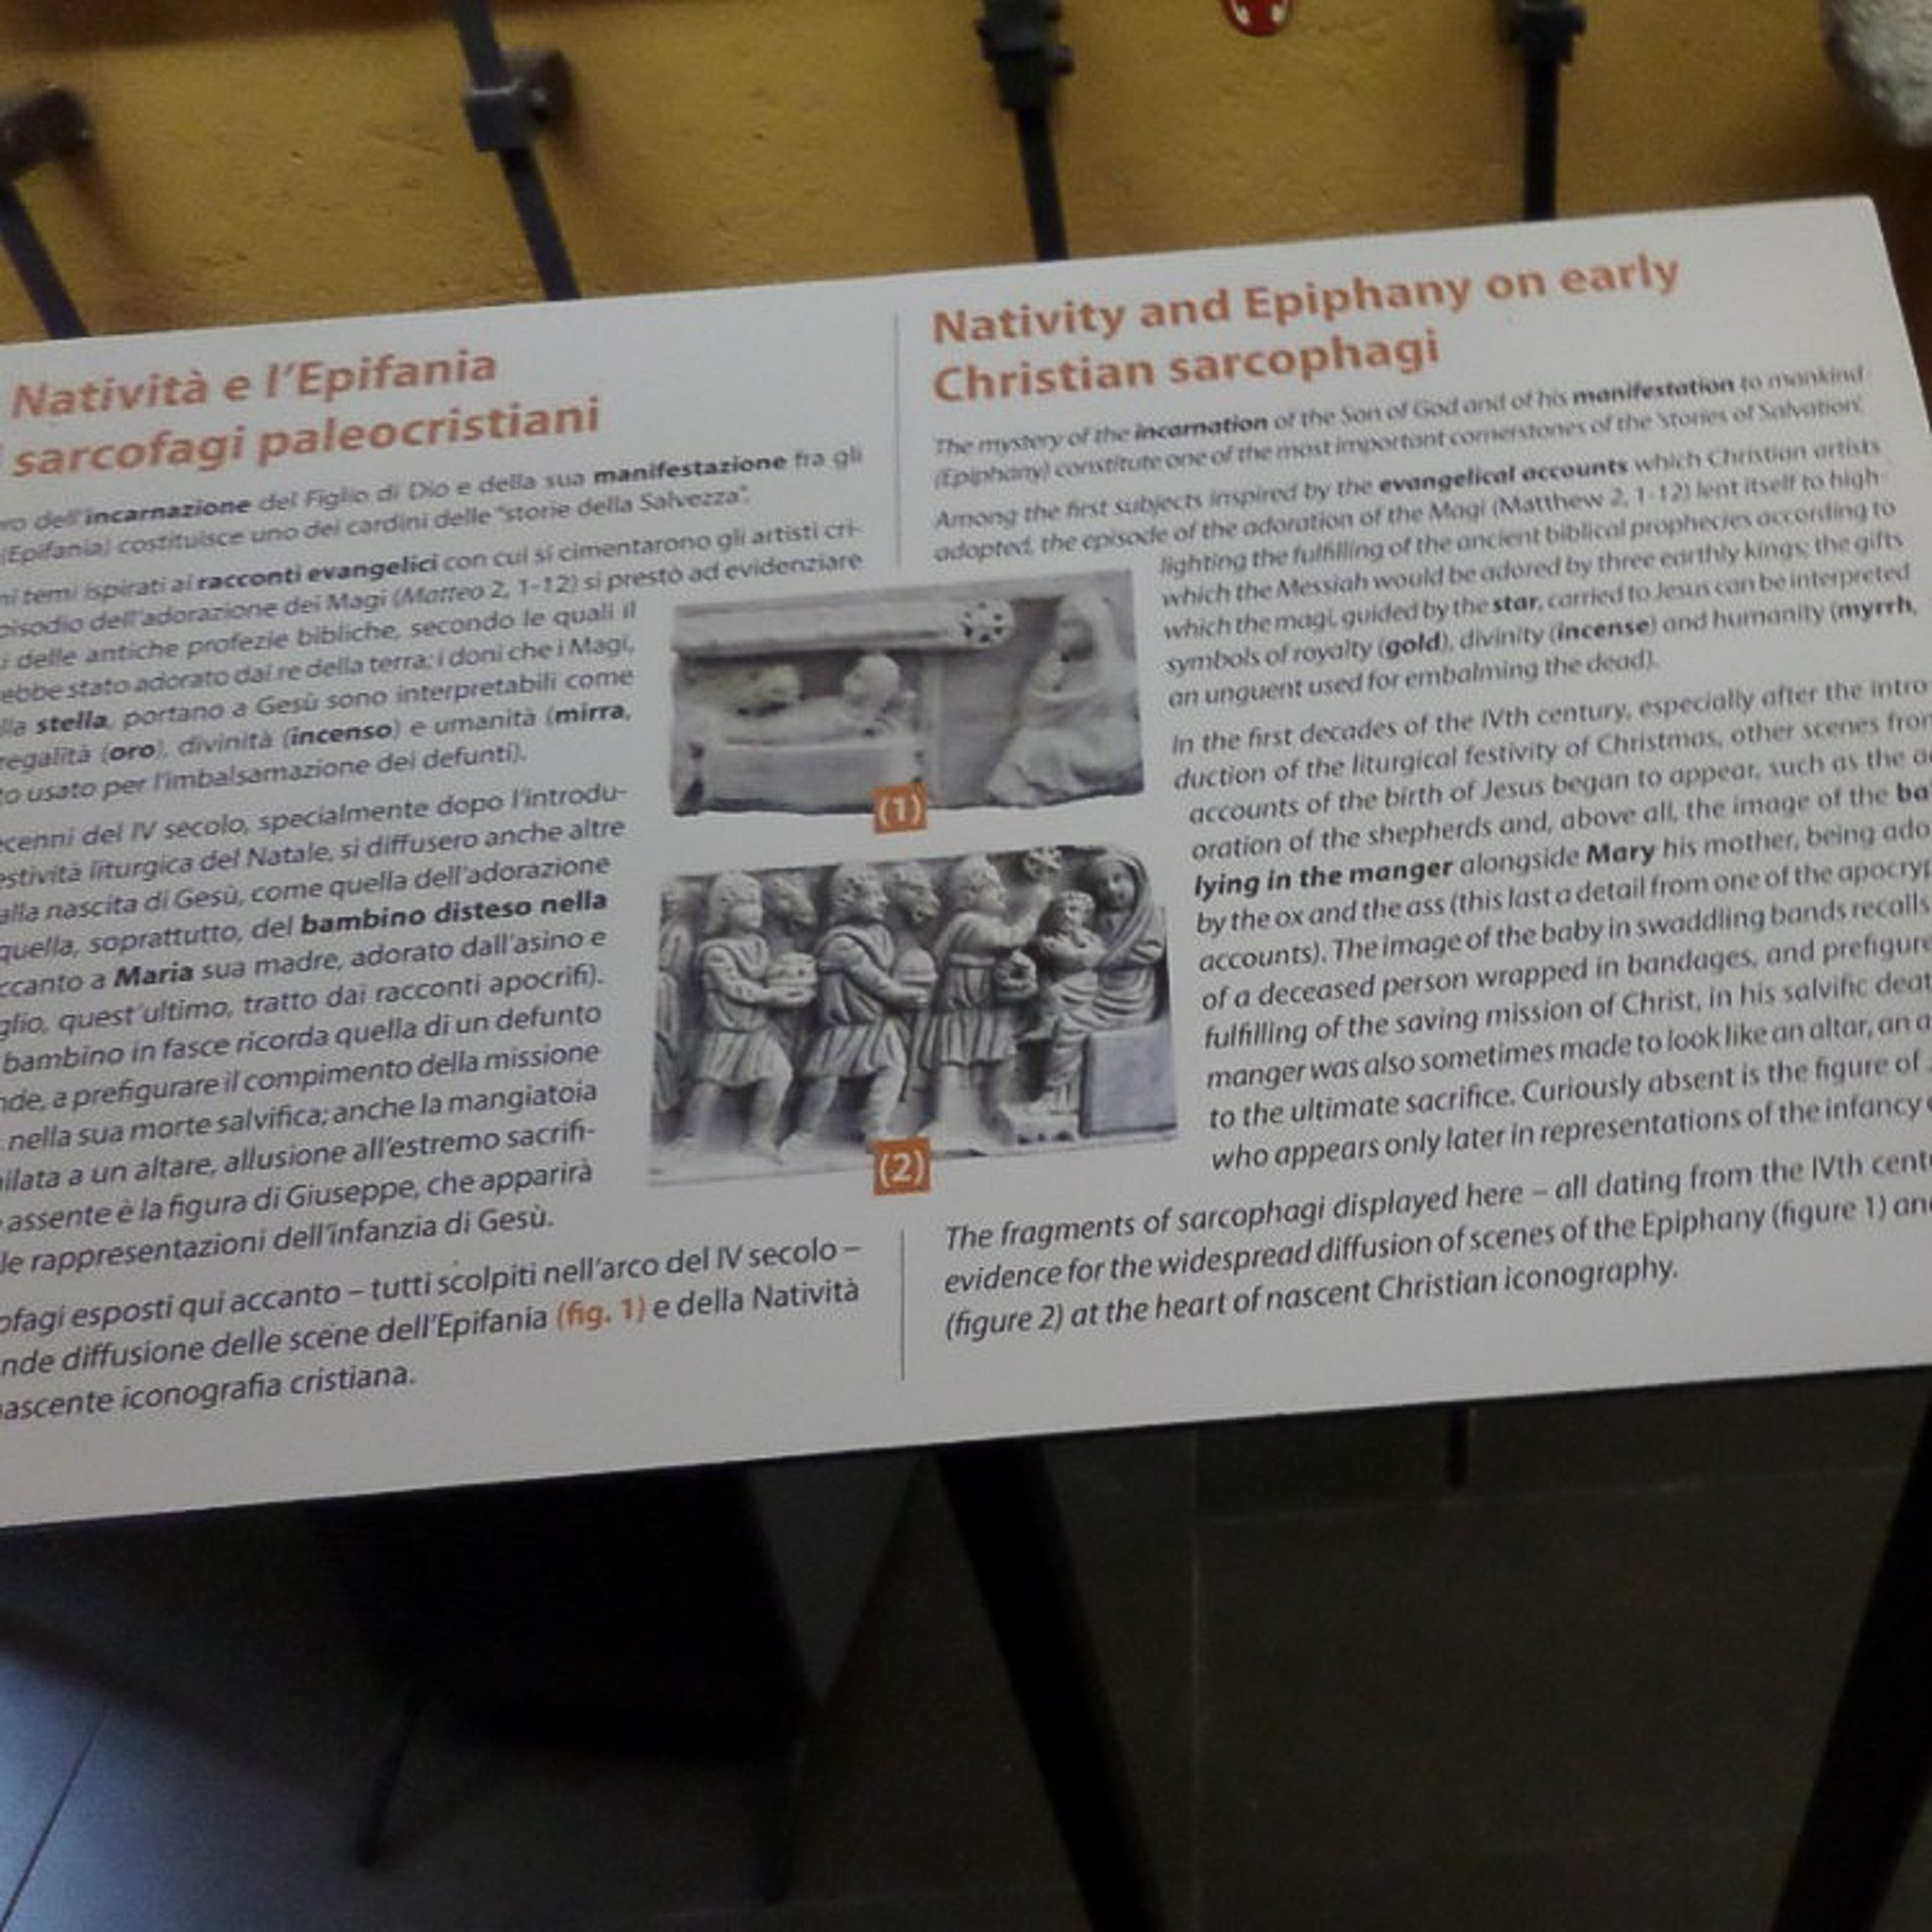 Natività e l'Epifania
sarcofagi paleocristiani
dell'incarnazione del Figlio di Dio e della sua manifestazione fra gli
(Epifania) costituisce uno dei cardini delle "storie della Salvezza".
temi ispirati ai racconti evangelici con cui si cimentarono gli artisti cri-
dell'adorazione dei Magi (Matteo 2, 1-12) si prestò ad evidenziare
delle antiche profezie bibliche, secondo le quali il
stato adorato dai re della terra: i doni che i Magi,
stella, portano a Gesù sono interpretabili come
regalità (oro), divinità (incenso) e umanità (mirra,
usato per l'imbalsamazione dei defunti).
del IV secolo, specialmente dopo l'introdu-
liturgica del Natale, si diffusero anche altre
alla nascita di Gesù, come quella dell'adorazione
quella, soprattutto, del bambino disteso nella
a Maria sua madre, adorato dall'asino e
quest'ultimo, tratto dai racconti apocrifi).
bambino in fasce ricorda quella di un defunto
a prefigurare il compimento della missione
nella sua morte salvifica; anche la mangiatoia
a un altare, allusione all'estremo sacrifi-
assente è la figura di Giuseppe, che apparirà
le rappresentazioni dell'infanzia di Gesù.
esposti qui accanto – tutti scolpiti nell'arco del IV secolo –
diffusione delle scene dell'Epifania (fig. 1) e della Natività
nascente iconografia cristiana.
(1)
(2)
Nativity and Epiphany on early
Christian sarcophagi
The mystery of the incarnation of the Son of God and of his manifestation to mankind
(Epiphany) constitute one of the most important cornerstones of the 'stories of Salvation'.
Among the first subjects inspired by the evangelical accounts which Christian artists
adopted, the episode of the adoration of the Magi (Matthew 2, 1-12) lent itself to high-
lighting the fulfilling of the ancient biblical prophecies according to
which the Messiah would be adored by three earthly kings: the gifts
which the magi, guided by the star, carried to Jesus can be interpreted
symbols of royalty (gold), divinity (incense) and humanity (myrrh,
an unguent used for embalming the dead).
In the first decades of the IVth century, especially after the intro-
duction of the liturgical festivity of Christmas, other scenes from
accounts of the birth of Jesus began to appear, such as the
oration of the shepherds and, above all, the image of the
lying in the manger alongside Mary his mother, being
by the ox and the ass (this last a detail from one of the
accounts). The image of the baby in swaddling bands recalls
of a deceased person wrapped in bandages, and
fulfilling of the saving mission of Christ, in his salvific
manger was also sometimes made to look like an altar, an
to the ultimate sacrifice. Curiously absent is the figure of
who appears only later in representations of the infancy
The fragments of sarcophagi displayed here – all dating from the IVth
evidence for the widespread diffusion of scenes of the Epiphany (figure 1) and
(figure 2) at the heart of nascent Christian iconography.